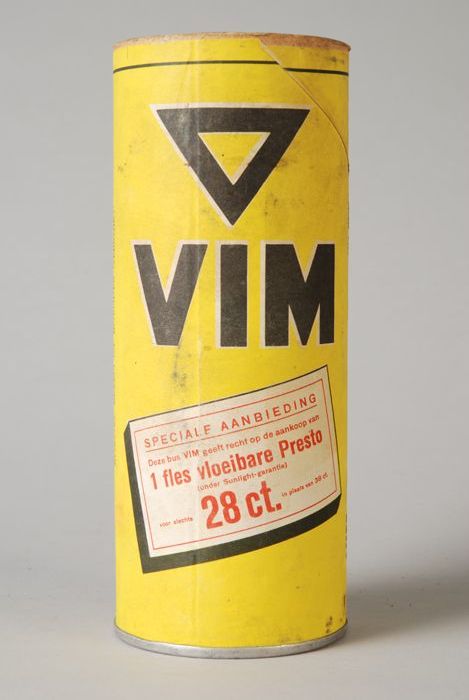 VIM
SPECIALE AANBIEDING
Deze bus VIM geeft recht op de aankoop van
1 fles vloeibare Presto
(onder Sunlight-garantie)
voor slechts 28 ct. in plaats van 38 ct.